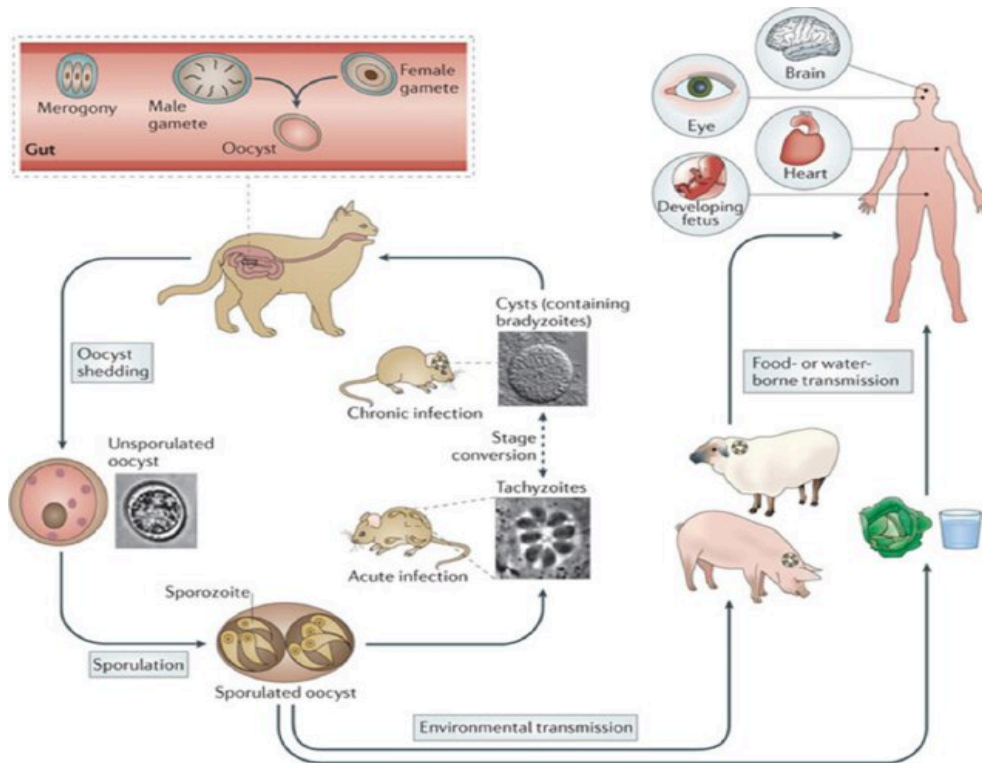 Merogony
Male
gamete
Female
gamete
Oocyst
Gut
Brain
Eye
Heart
Developing
fetus
Cysts (containing
bradyzoites)
Oocyst
shedding
Chronic infection
Food- or water-
borne transmission
Stage
conversion
Unsporulated
oocyst
Tachyzoites
Acute infection
Sporozoite
Sporulation
Sporulated oocyst
Environmental transmission